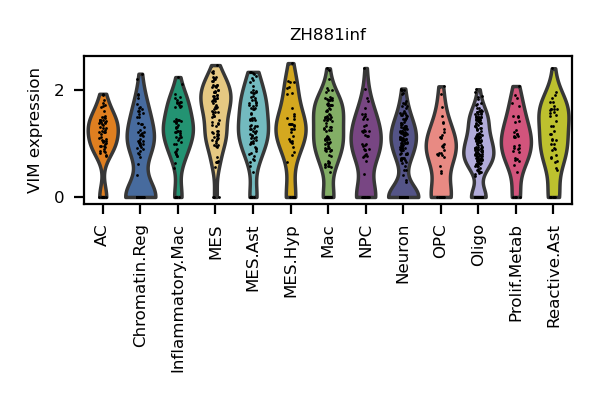 ZH881inf
VIM expression
2
0
AC
Chromatin.Reg
Inflammatory.Mac
MES
MES.Ast
MES.Hyp
Mac
NPC
Neuron
OPC
Oligo
Prolif.Metab
Reactive.Ast